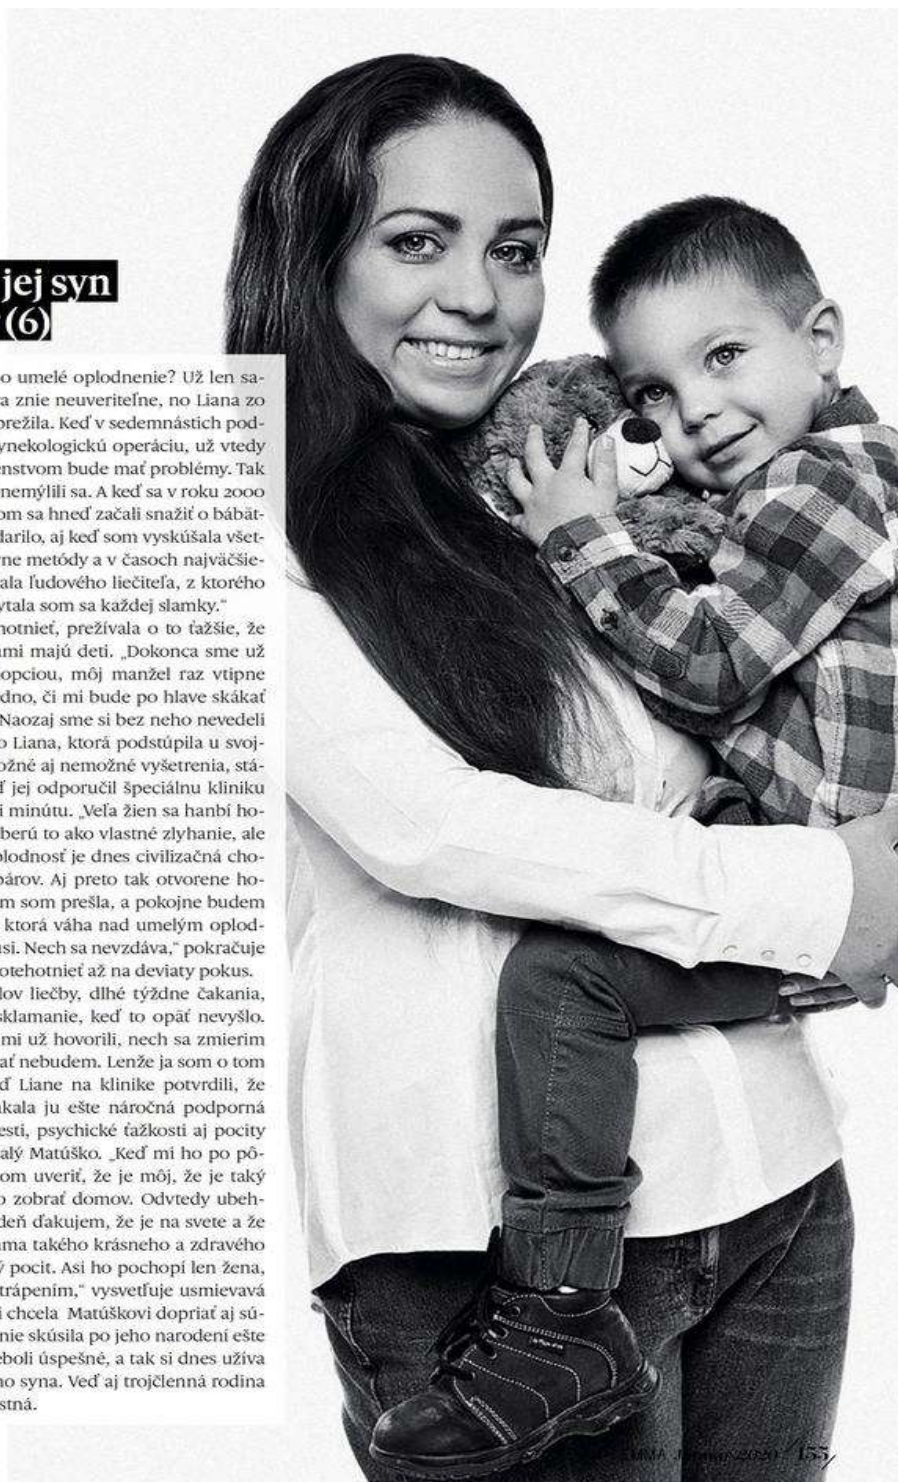 jej syn
(6)
o umelé oplodnenie? Už len sa-
a znie neuveriteľne, no Liana zo
prežila. Keď v sedemnástich pod-
ynekologickú operáciu, už vtedy
enstvom bude mať problémy. Tak
nemýlili sa. A keď sa v roku 2000
om sa hneď začali snažiť o bábät-
darilo, aj keď som vyskúšala všet-
ne metódy a v časoch najväčšie-
ala ľudového liečiteľa, z ktorého
ytala som sa každej slamky.“
hotnieť, prežívala o to ťažšie, že
ami majú deti. „Dokonca sme už
opciou, môj manžel raz vtipne
dno, či mi bude po hlave skákať
Naozaj sme si bez neho nevedeli
o Liana, ktorá podstúpila u svoj-
ožné aj nemožné vyšetrenia, stá-
ď jej odporučil špeciálnu kliniku
i minútu. „Veľa žien sa hanbí ho-
berú to ako vlastné zlyhanie, ale
plodnosť je dnes civilizačná cho-
párov. Aj preto tak otvorene ho-
m som prešla, a pokojne budem
ktorá váha nad umelým oplod-
usi. Nech sa nevzdáva,“ pokračuje
otehotnieť až na deviaty pokus.
lov liečby, dlhé týždne čakania,
sklamanie, keď to opäť nevyšlo.
mi už hovorili, nech sa zmierim
ať nebudem. Lenže ja som o tom
ď Liane na klinike potvrdili, že
akala ju ešte náročná podporná
esti, psychické ťažkosti aj pocity
alý Matúško. „Keď mi ho po pô-
om uveriť, že je môj, že je taký
o zobrať domov. Odvtedy ubeh-
deň ďakujem, že je na svete a že
ama takého krásneho a zdravého
ý pocit. Asi ho pochopí len žena,
trápením,“ vysvetľuje usmievavá
i chcela Matúškovi dopriať aj sú-
nie skúsila po jeho narodení ešte
eboli úspešné, a tak si dnes užíva
ho syna. Veď aj trojčlenná rodina
stná.
2020 / 155